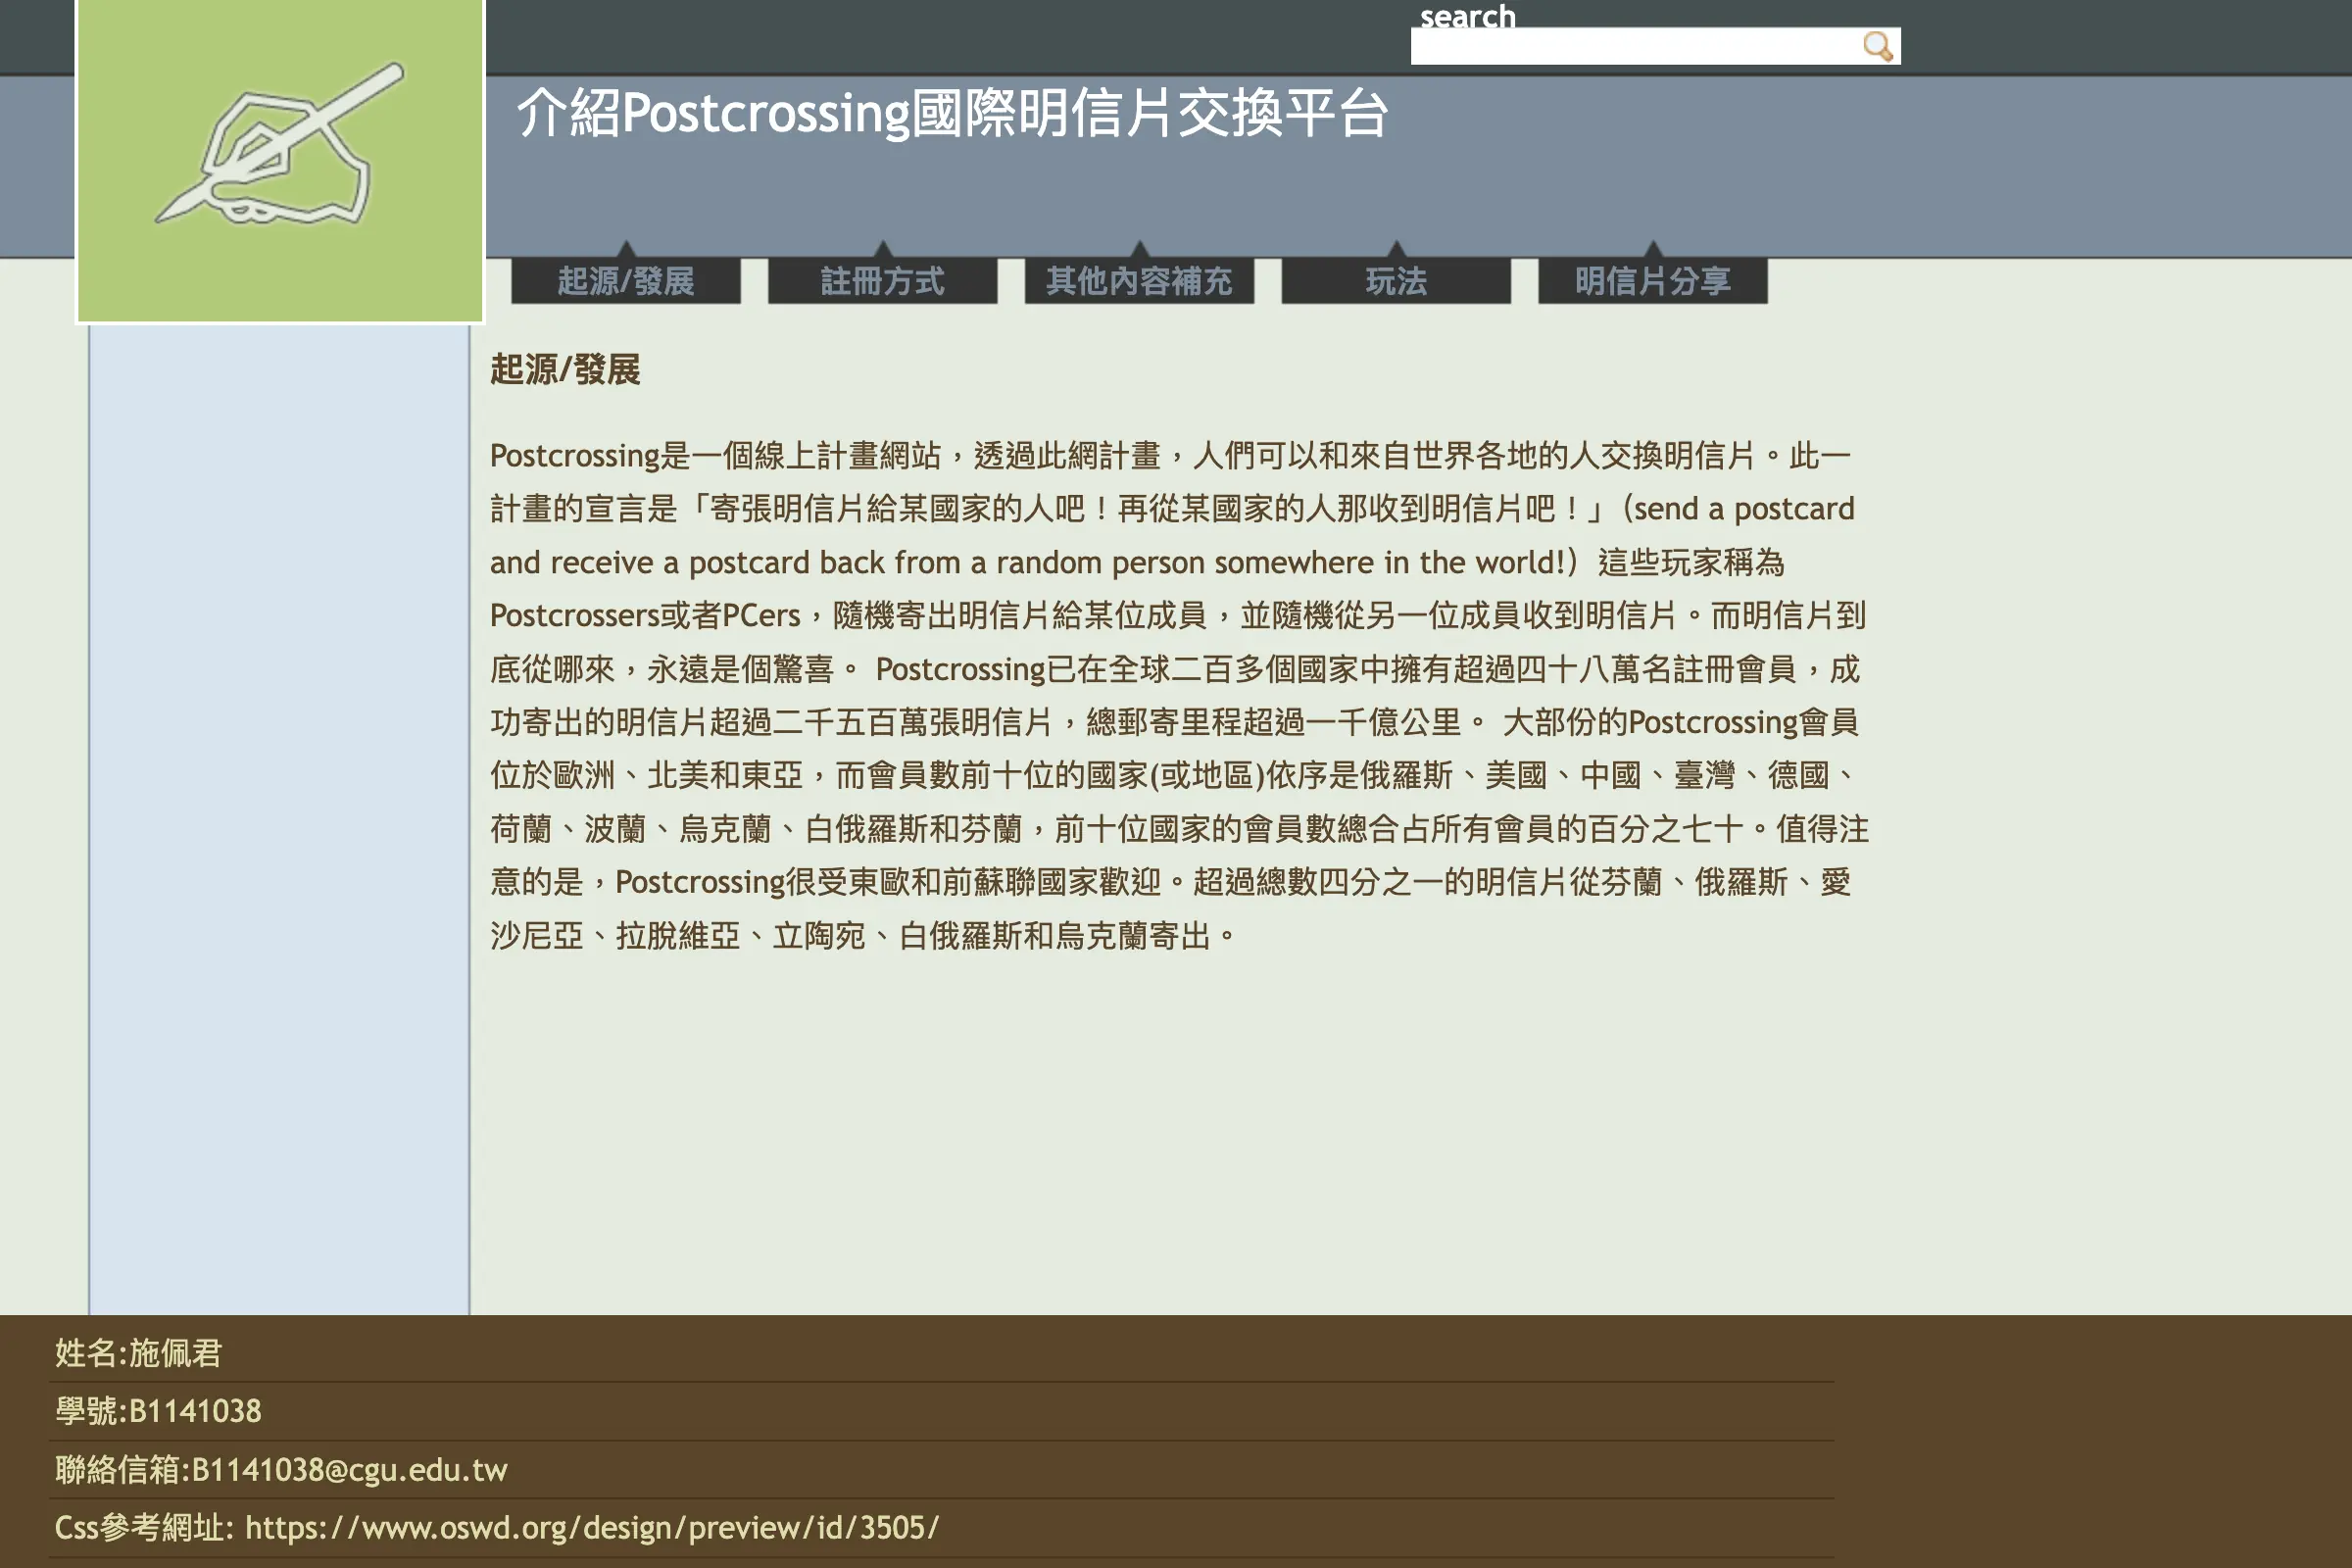 search
介紹Postcrossing國際明信片交換平台
起源/發展
註冊方式
其他內容補充
玩法
明信片分享
起源/發展
Postcrossing是一個線上計畫網站，透過此網計畫，人們可以和來自世界各地的人交換明信片。此一
計畫的宣言是「寄張明信片給某國家的人吧！再從某國家的人那收到明信片吧！」（send a postcard
and receive a postcard back from a random person somewhere in the world!）這些玩家稱為
Postcrossers或者PCers，隨機寄出明信片給某位成員，並隨機從另一位成員收到明信片。而明信片到
底從哪來，永遠是個驚喜。 Postcrossing已在全球二百多個國家中擁有超過四十八萬名註冊會員，成
功寄出的明信片超過二千五百萬張明信片，總郵寄里程超過一千億公里。 大部份的Postcrossing會員
位於歐洲、北美和東亞，而會員數前十位的國家(或地區)依序是俄羅斯、美國、中國、臺灣、德國、
荷蘭、波蘭、烏克蘭、白俄羅斯和芬蘭，前十位國家的會員數總合占所有會員的百分之七十。值得注
意的是，Postcrossing很受東歐和前蘇聯國家歡迎。超過總數四分之一的明信片從芬蘭、俄羅斯、愛
沙尼亞、拉脫維亞、立陶宛、白俄羅斯和烏克蘭寄出。
姓名:施佩君
學號:B1141038
聯絡信箱:B1141038@cgu.edu.tw
Css參考網址: https://www.oswd.org/design/preview/id/3505/